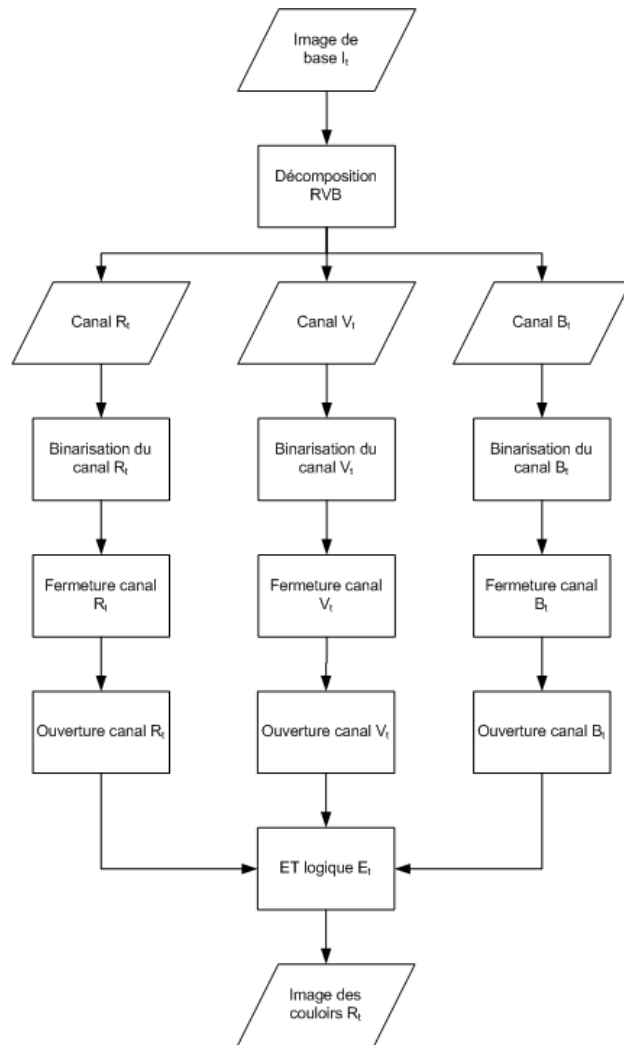 Image de
base Iₜ
Décomposition
RVB
Canal Rₜ
Canal Vₜ
Canal Bₜ
Binarisation du
canal Rₜ
Binarisation du
canal Vₜ
Binarisation du
canal Bₜ
Fermeture canal
Rₜ
Fermeture canal
Vₜ
Fermeture canal
Bₜ
Ouverture canal Rₜ
Ouverture canal Vₜ
Ouverture canal Bₜ
ET logique Eₜ
Image des
couloirs Rₜ